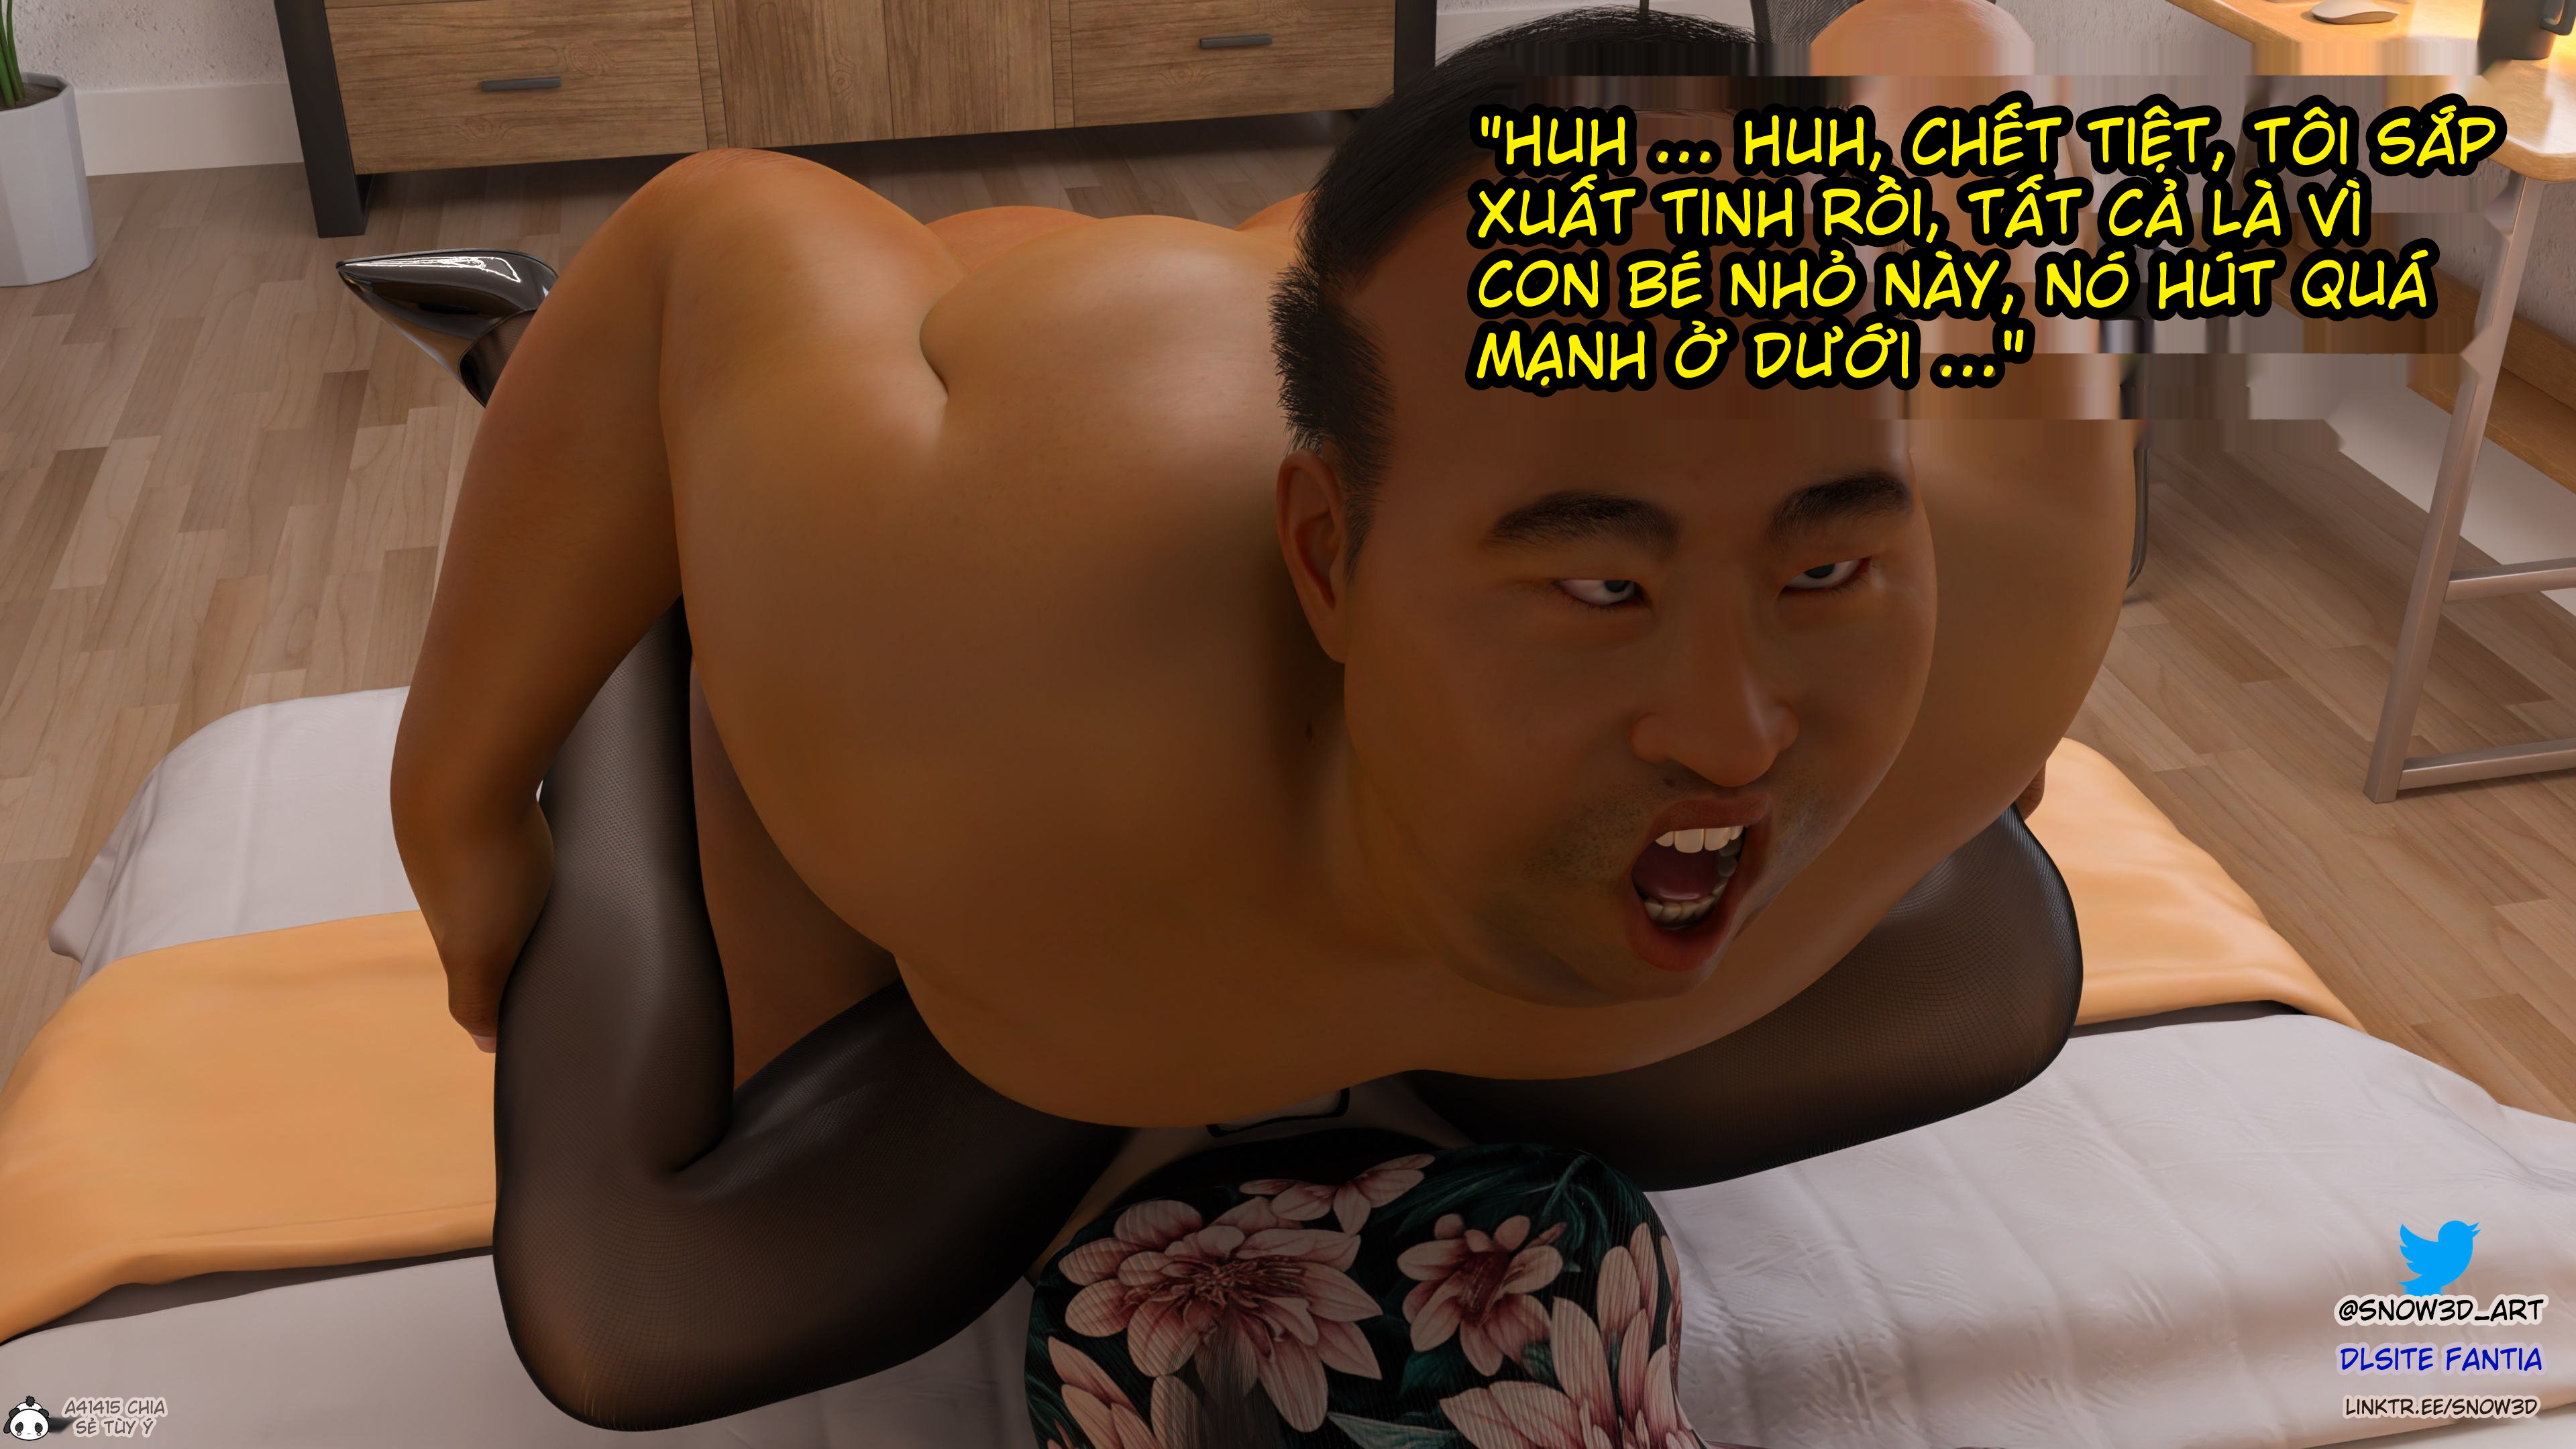 "HUH ... HUH, CHẾT TIỆT, TÔI SẮP
XUẤT TINH RỒI, TẤT CẢ LÀ VÌ
CON BÉ NHỎ NÀY, NÓ HÚT QUÁ
MẠNH Ở DƯỚI ..."
@SNOW3D_ART
DLSITE FANTIA
LINKTR.EE/SNOW3D
A41415 CHIA
SẺ TÙY Ý